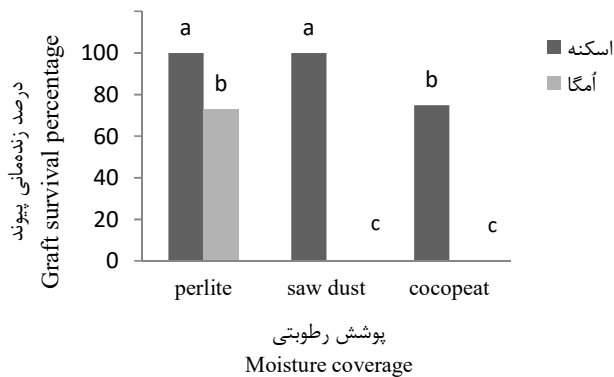 a
a
b
b
c
c
100
80
60
40
20
0
درصد زنده‌مانی پیوند
Graft survival percentage
perlite
saw dust
cocopeat
پوشش رطوبتی
Moisture coverage
اسکنه
اُمگا